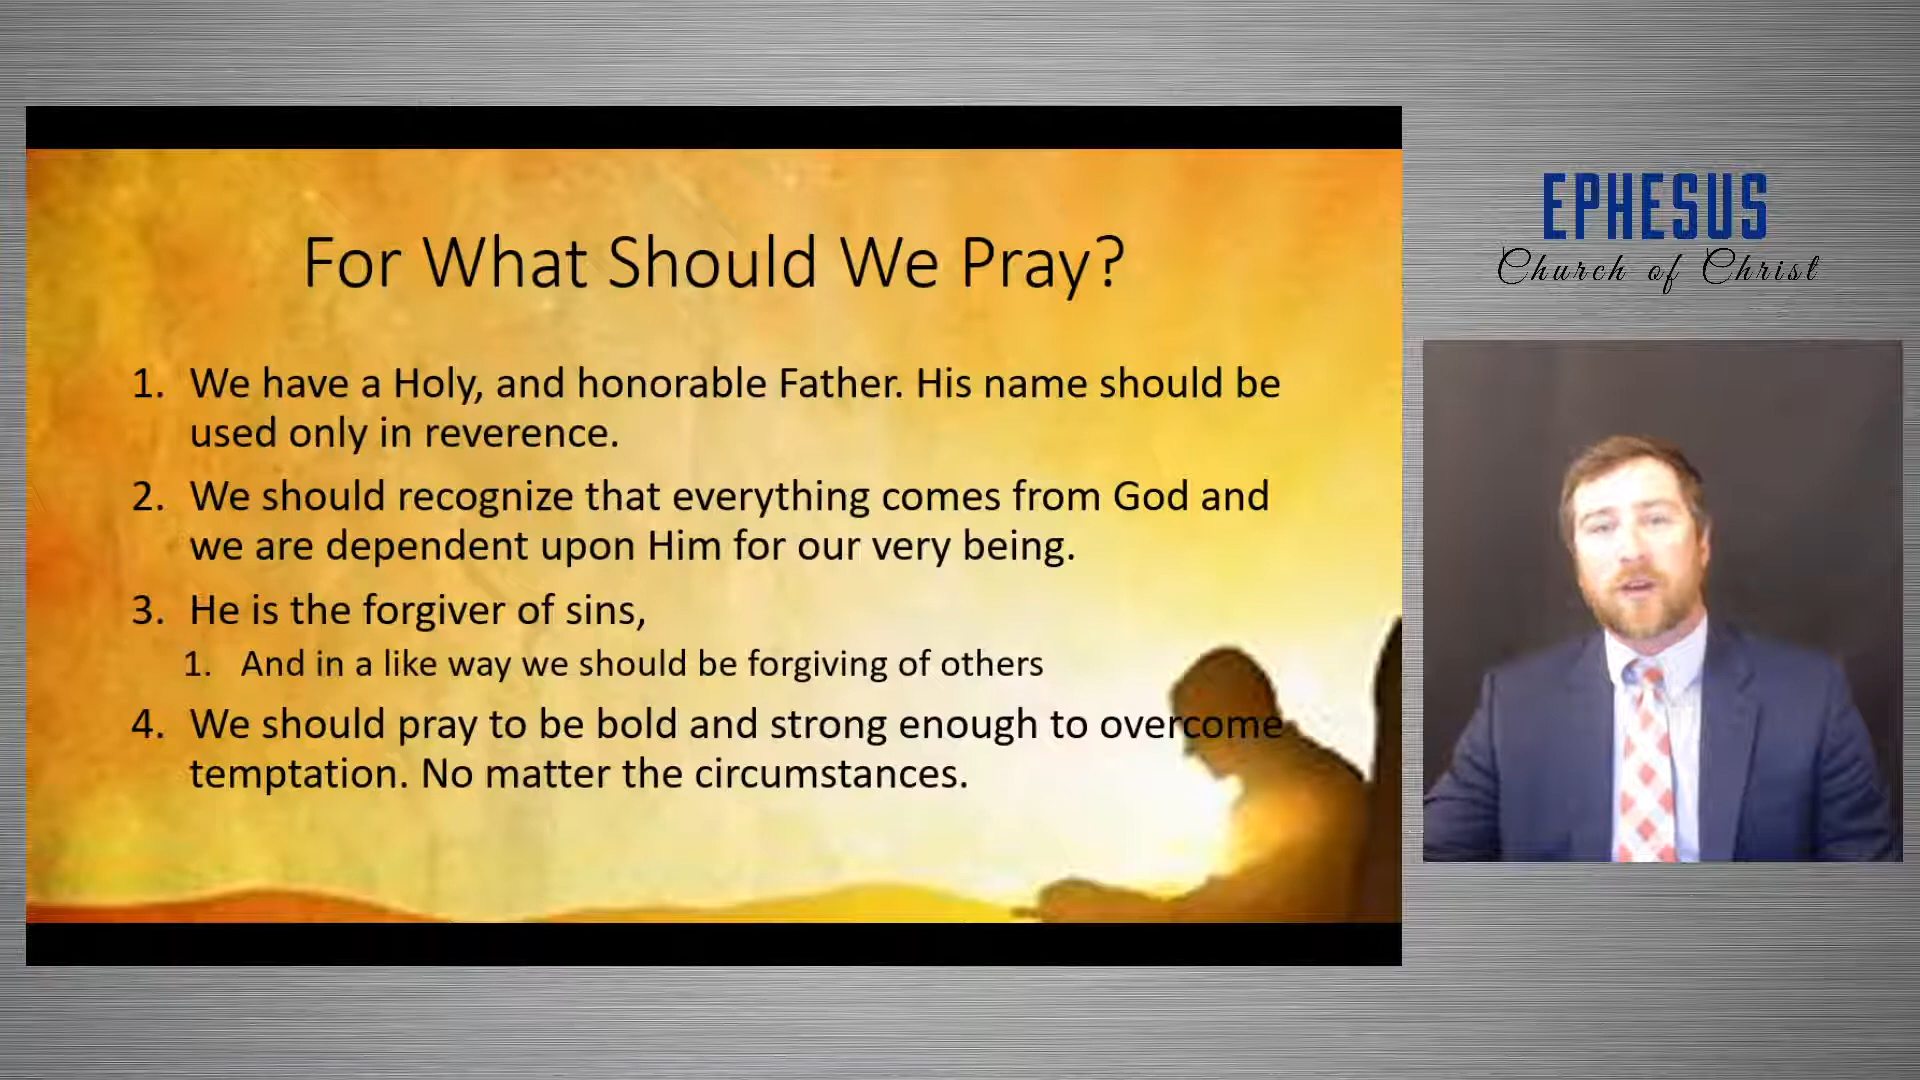 For What Should We Pray?
1. We have a Holy, and honorable Father. His name should be
used only in reverence.
2. We should recognize that everything comes from God and
we are dependent upon Him for our very being.
3. He is the forgiver of sins,
1. And in a like way we should be forgiving of others
4. We should pray to be bold and strong enough to overcome
temptation. No matter the circumstances.
EPHESUS
Church of Christ